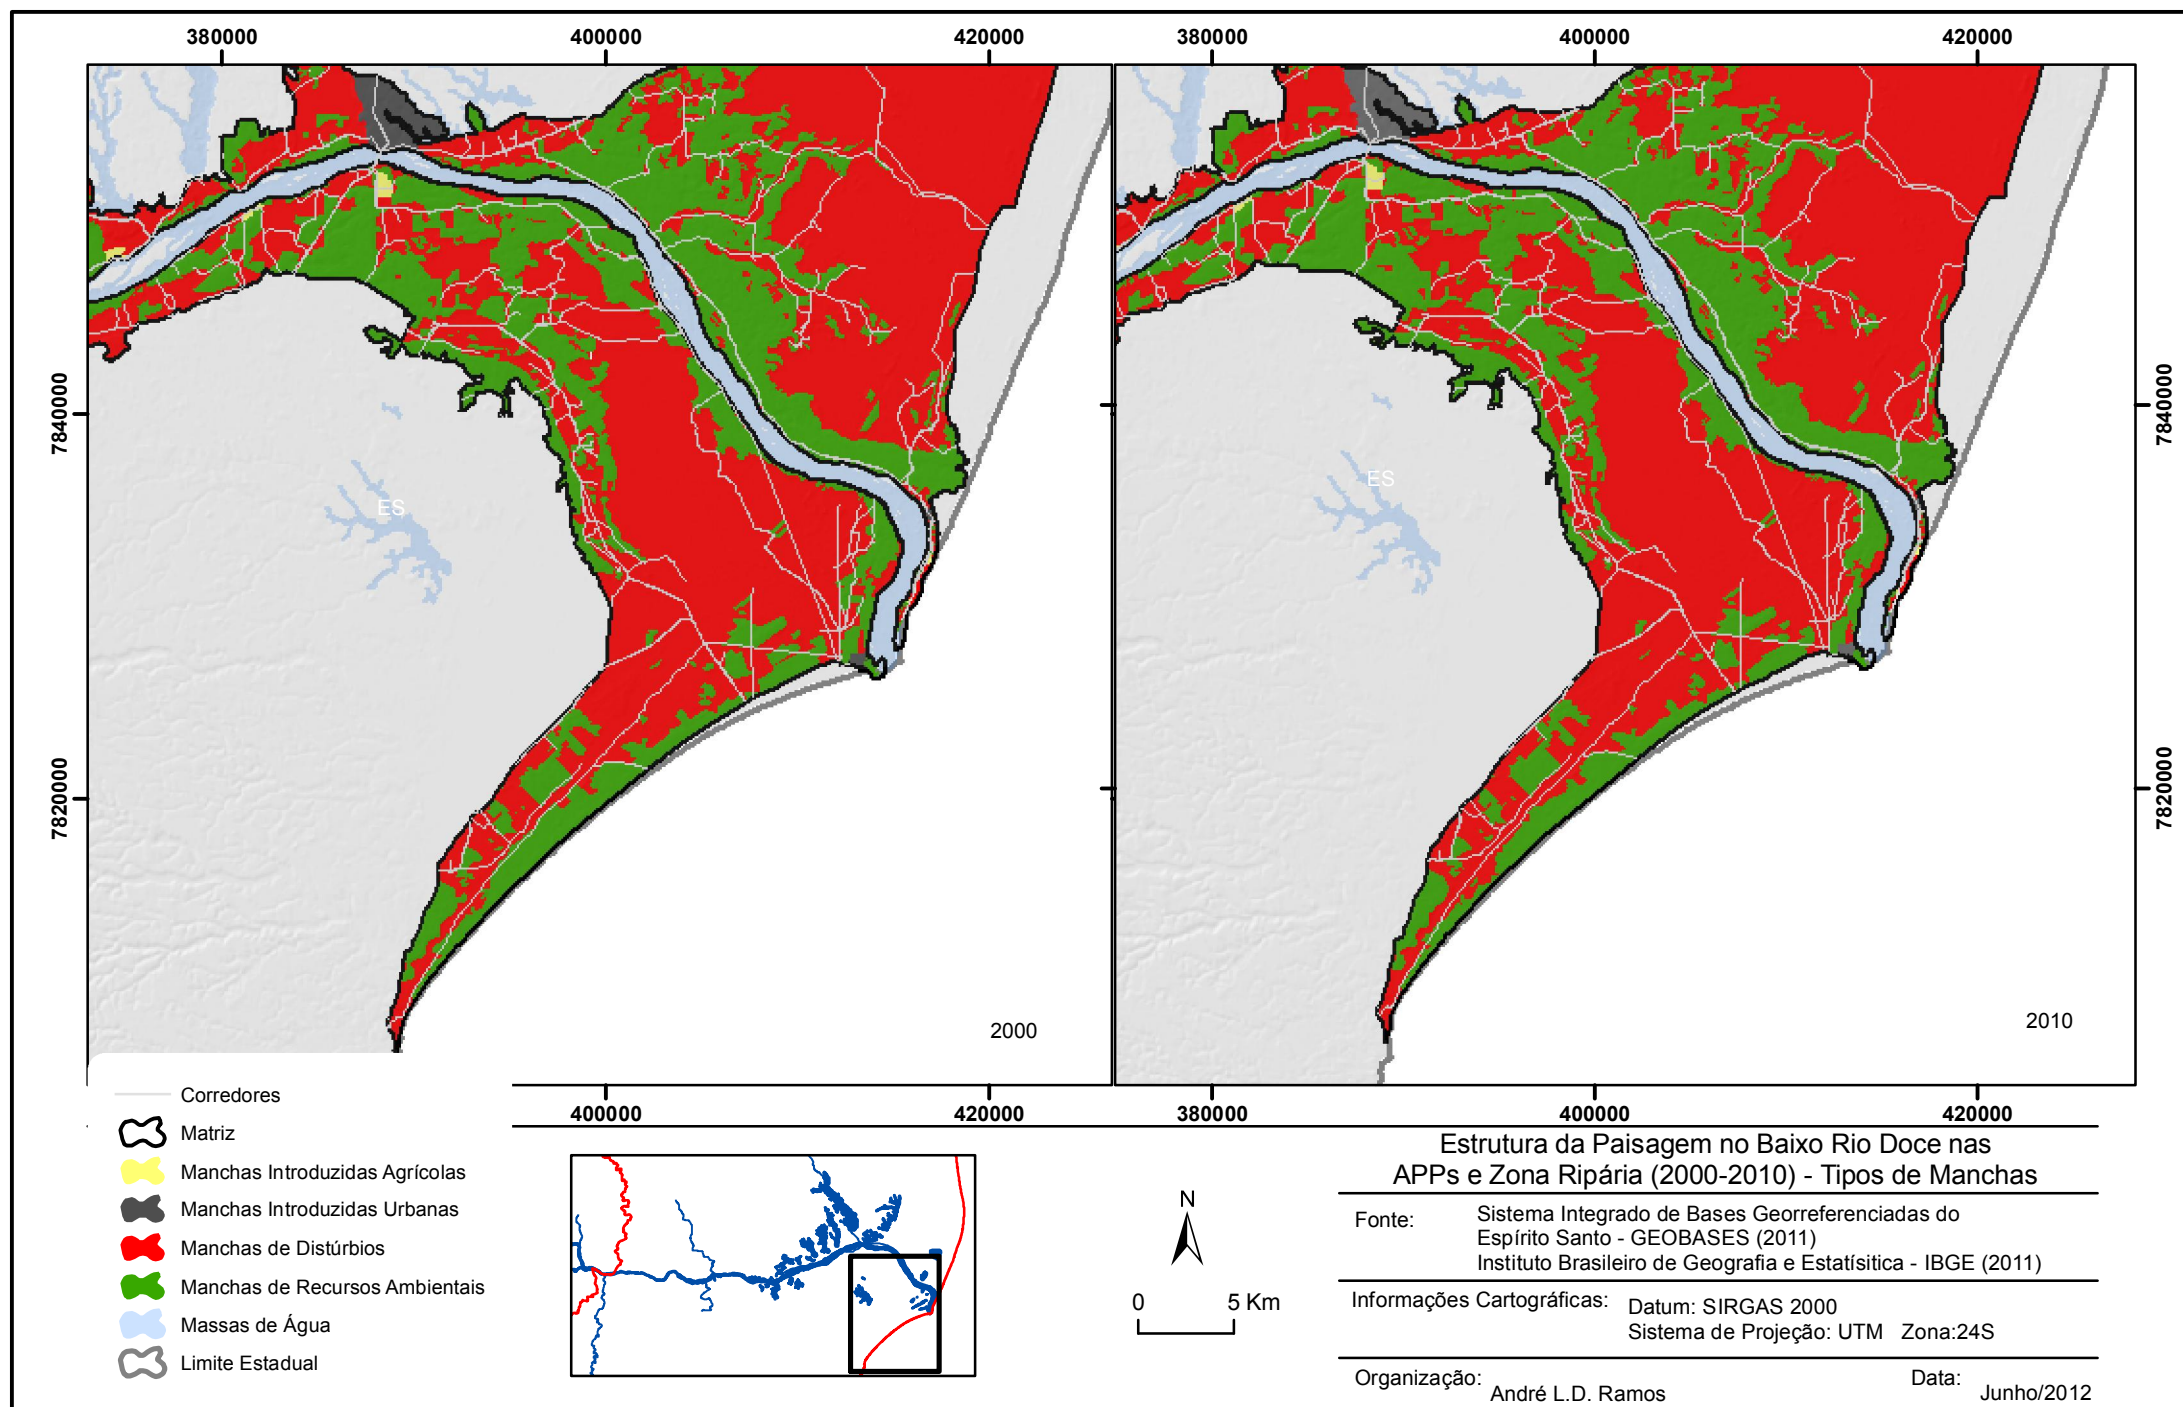 380000 400000 420000 380000 400000 420000
7840000 7840000
ES ES
7820000 7820000
2000 2010
400000 420000 380000 400000 420000
Corredores
Matriz
Manchas Introduzidas Agrícolas
Manchas Introduzidas Urbanas
Manchas de Distúrbios
Manchas de Recursos Ambientais
Massas de Água
Limite Estadual
N
0 5 Km
Estrutura da Paisagem no Baixo Rio Doce nas
APPs e Zona Ripária (2000-2010) - Tipos de Manchas
Fonte: Sistema Integrado de Bases Georreferenciadas do
Espírito Santo - GEOBASES (2011)
Instituto Brasileiro de Geografia e Estatísitica - IBGE (2011)
Informações Cartográficas: Datum: SIRGAS 2000
Sistema de Projeção: UTM Zona:24S
Organização: André L.D. Ramos
Data: Junho/2012